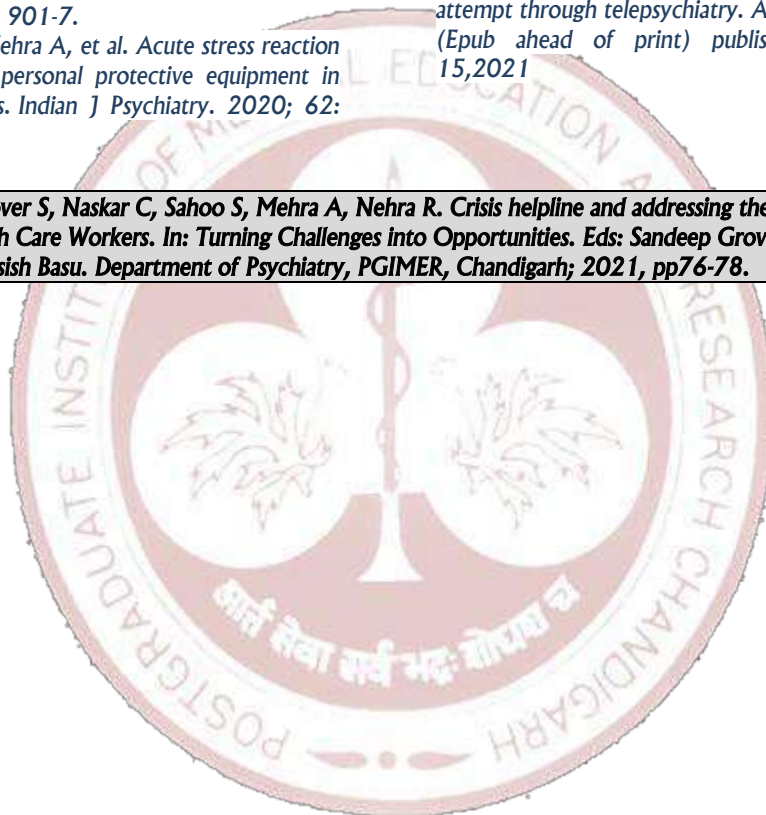 901-7.
ehra A, et al. Acute stress reaction
personal protective equipment in
s. Indian J Psychiatry. 2020; 62:
attempt through telepsychiatry. A
(Epub ahead of print) publis
15,2021
ver S, Naskar C, Sahoo S, Mehra A, Nehra R. Crisis helpline and addressing the
h Care Workers. In: Turning Challenges into Opportunities. Eds: Sandeep Grov
sish Basu. Department of Psychiatry, PGIMER, Chandigarh; 2021, pp76-78.
POSTGRADUATE INSTITUTE OF MEDICAL EDUCATION RESEARCH CHANDIGARH